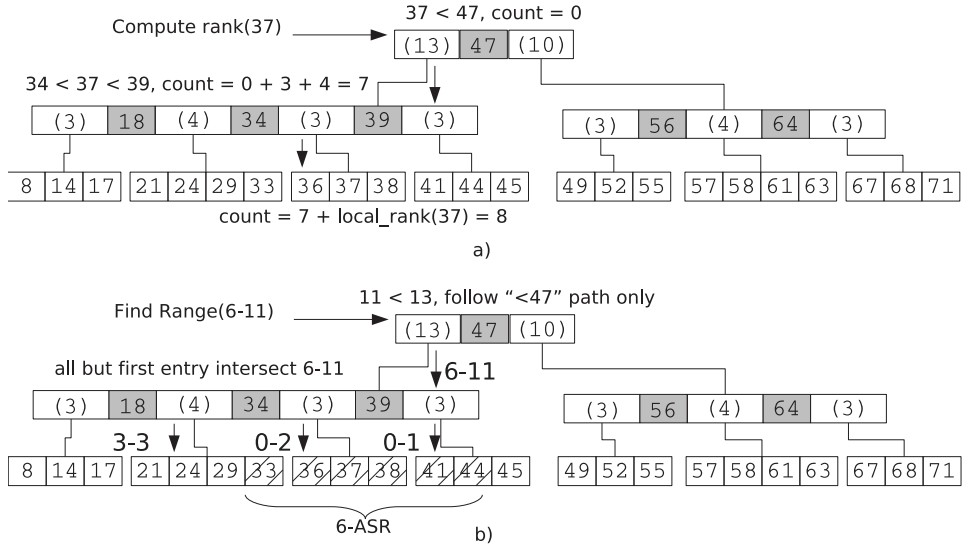 37 < 47, count = 0
Compute rank(37)
(13) 47 (10)
34 < 37 < 39, count = 0 + 3 + 4 = 7
(3) 18 (4) 34 (3) 39 (3)
(3) 56 (4) 64 (3)
8 14 17 21 24 29 33 36 37 38 41 44 45 49 52 55 57 58 61 63 67 68 71
count = 7 + local_rank(37) = 8
a)
11 < 13, follow “<47” path only
Find Range(6-11)
(13) 47 (10)
all but first entry intersect 6-11
6-11
(3) 18 (4) 34 (3) 39 (3)
(3) 56 (4) 64 (3)
3-3 0-2 0-1
8 14 17 21 24 29 33 36 37 38 41 44 45 49 52 55 57 58 61 63 67 68 71
6-ASR
b)